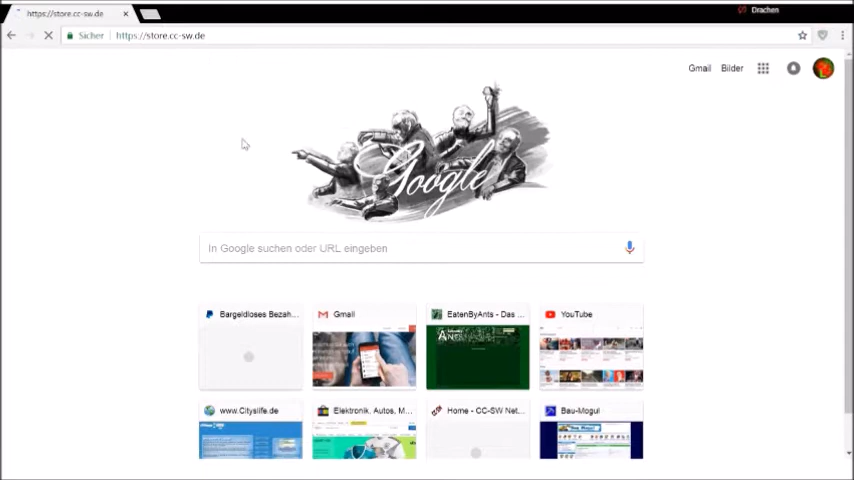 https://store.cc-sw.de
Drachen
Sicher
https://store.cc-sw.de
Gmail
Bilder
Google
In Google suchen oder URL eingeben
Bargeldloses Bezah...
Gmail
EatenByAnts - Das ...
YouTube
www.Cityslife.de
Elektronik, Autos, M...
Home - CC-SW Net...
Bau-Mogul